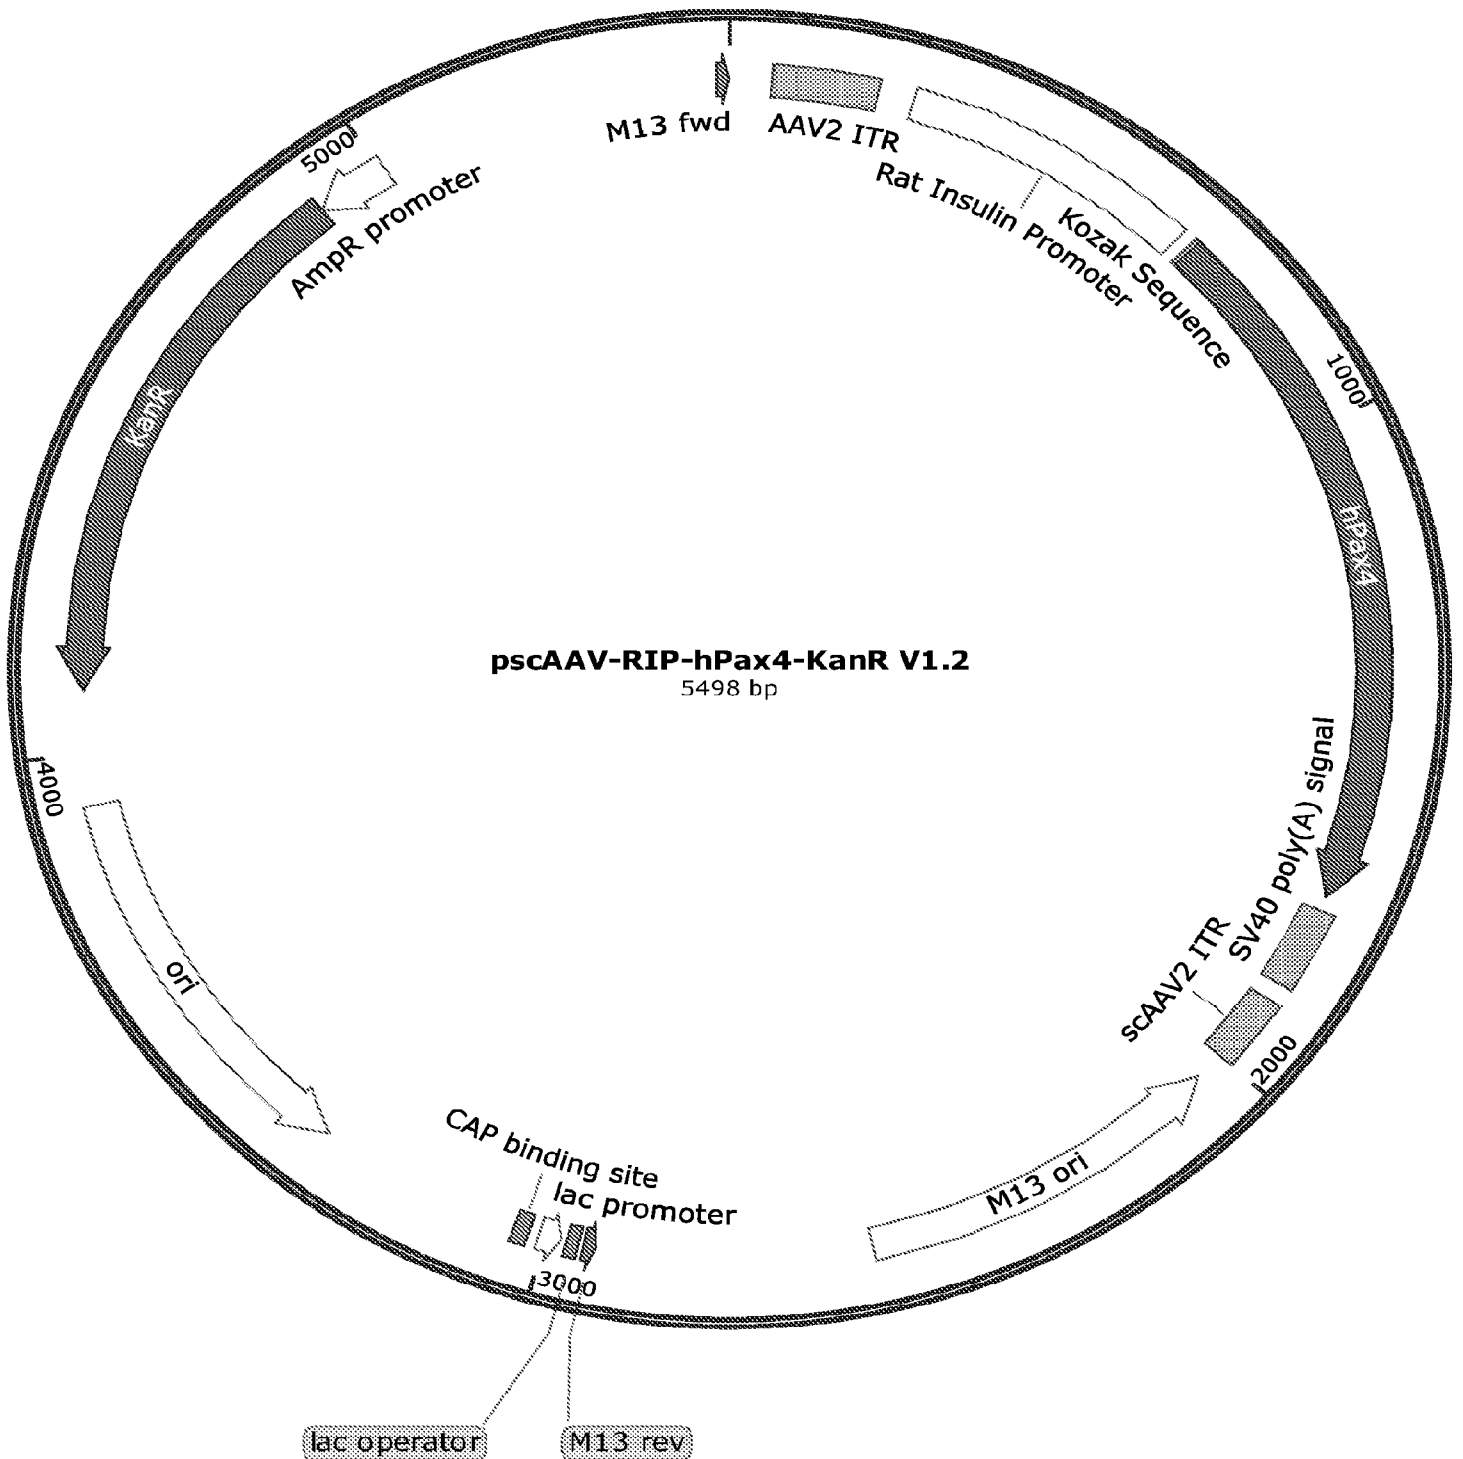 M13 fwd
AAV2 ITR
Rat Insulin Promoter
Kozak Sequence
1000
hPax4
SV40 poly(A) signal
scAAV2 ITR
2000
M13 ori
pscAAV-RIP-hPax4-KanR V1.2
5498 bp
5000
AmpR promoter
KanR
4000
ori
CAP binding site
lac promoter
3000
lac operator
M13 rev